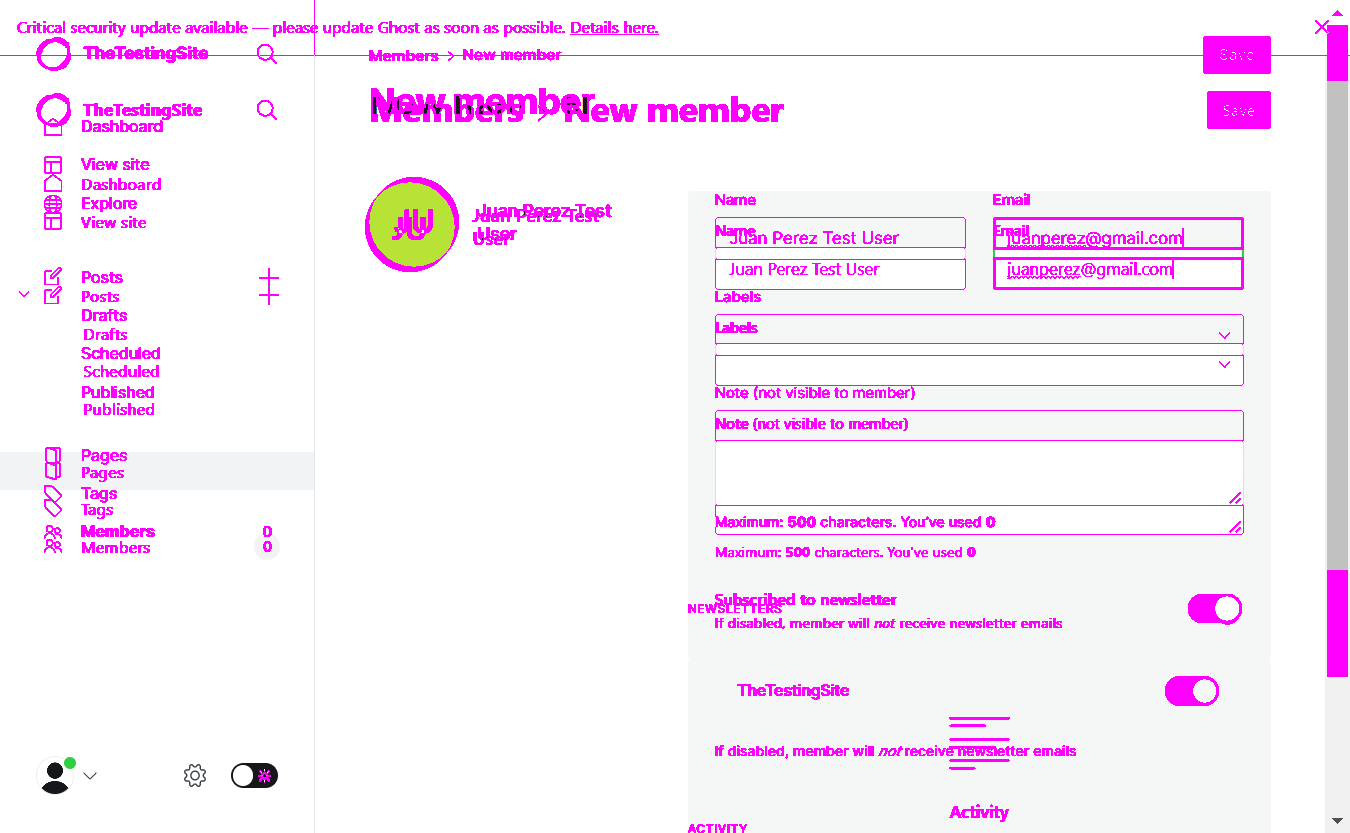 Critical security update available — please update Ghost as soon as possible. Details here.
TheTestingSite
Members > New member
Save
New member
Members > New member
Save
TheTestingSite
Dashboard
View site
Dashboard
Explore
View site
Posts
Posts
Drafts
Drafts
Scheduled
Scheduled
Published
Published
Pages
Pages
Tags
Tags
Members 0
Members 0
Juan Perez Test
User
Juan Perez Test
User
Name
Email
Name
Email
Juan Perez Test User
juanperez@gmail.com
Juan Perez Test User
juanperez@gmail.com
Labels
Labels
Note (not visible to member)
Note (not visible to member)
Maximum: 500 characters. You've used 0
Maximum: 500 characters. You've used 0
Subscribed to newsletter
NEWSLETTERS
If disabled, member will not receive newsletter emails
TheTestingSite
If disabled, member will not receive newsletter emails
Activity
ACTIVITY